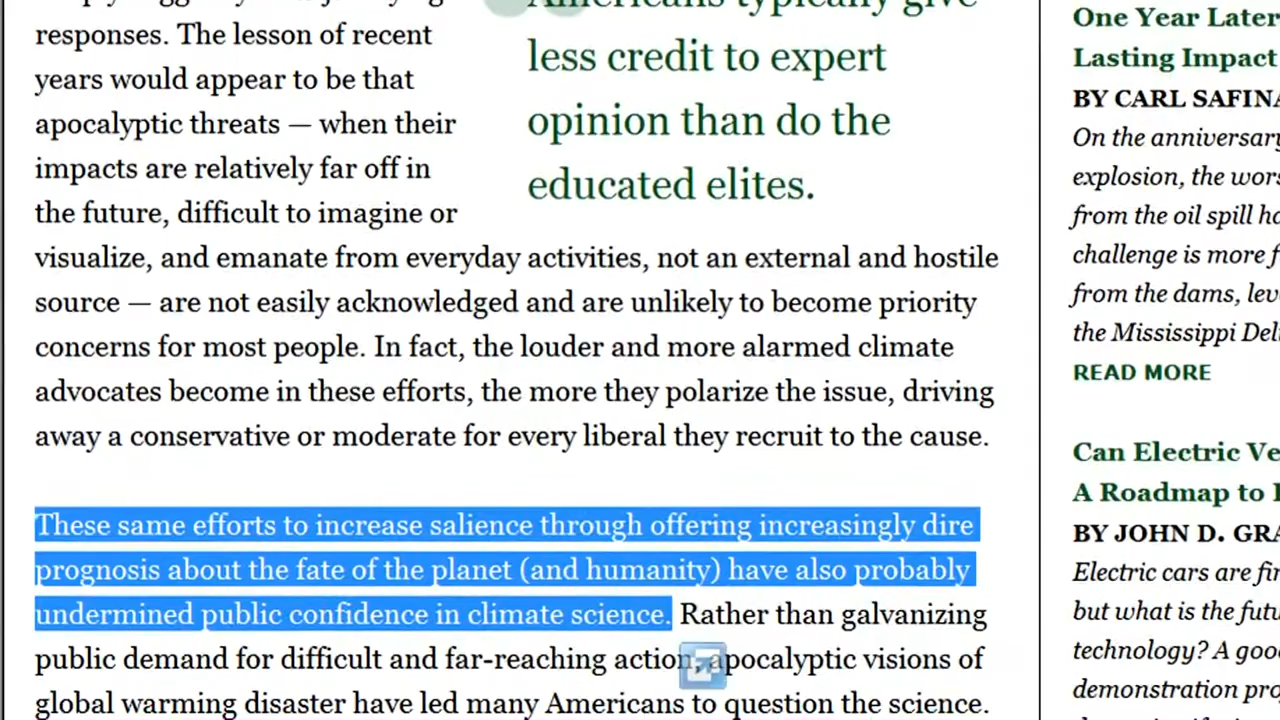 responses. The lesson of recent
years would appear to be that
apocalyptic threats — when their
impacts are relatively far off in
the future, difficult to imagine or
visualize, and emanate from everyday activities, not an external and hostile
source — are not easily acknowledged and are unlikely to become priority
concerns for most people. In fact, the louder and more alarmed climate
advocates become in these efforts, the more they polarize the issue, driving
away a conservative or moderate for every liberal they recruit to the cause.
These same efforts to increase salience through offering increasingly dire
prognosis about the fate of the planet (and humanity) have also probably
undermined public confidence in climate science. Rather than galvanizing
public demand for difficult and far-reaching action, apocalyptic visions of
global warming disaster have led many Americans to question the science.
Americans typically give
less credit to expert
opinion than do the
educated elites.
One Year Later
Lasting Impact
BY CARL SAFINA
On the anniversary
explosion, the wors
from the oil spill ha
challenge is more f
from the dams, lev
the Mississippi Del
READ MORE
Can Electric Ve
A Roadmap to
BY JOHN D. GRA
Electric cars are fin
but what is the futu
technology? A good
demonstration pro